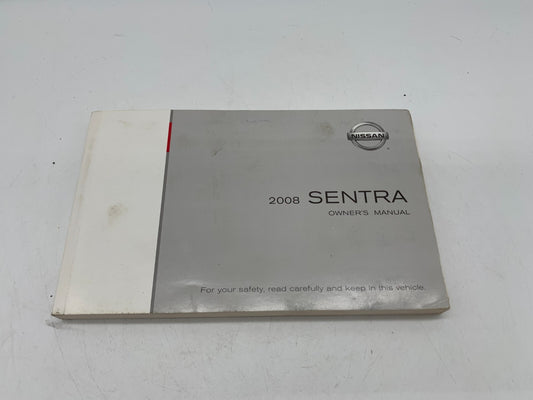 NISSAN
2008 SENTRA
OWNER'S MANUAL
For your safety, read carefully and keep in this vehicle.